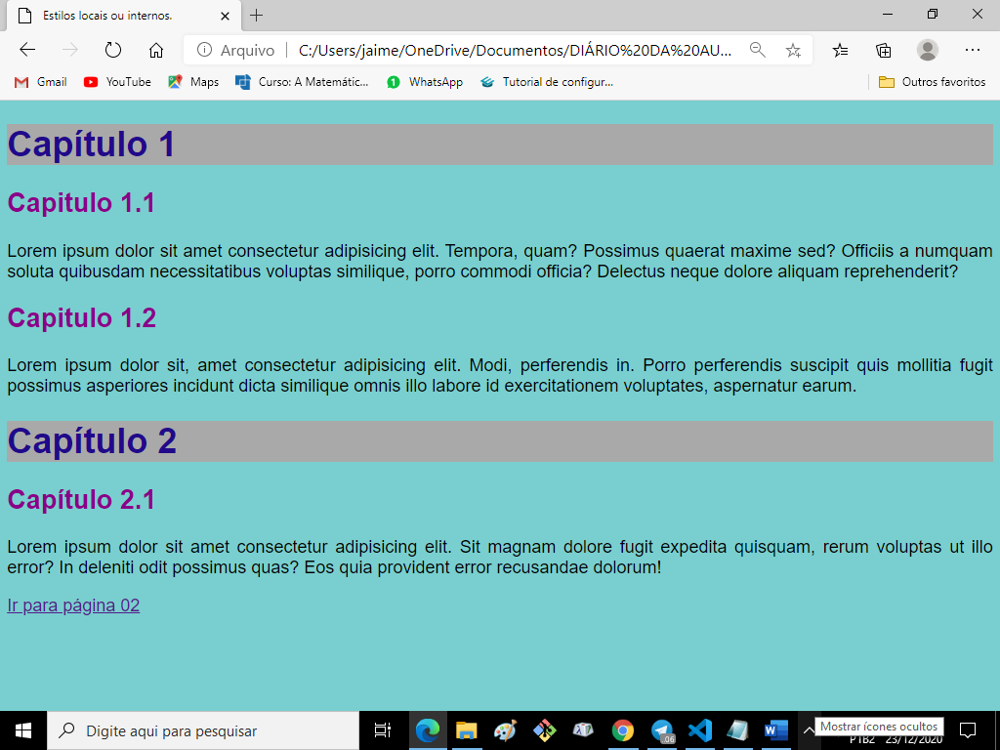 Estilos locais ou internos.
Arquivo C:/Users/jaime/OneDrive/Documentos/DIÁRIO%20DA%20AU...
Gmail YouTube Maps Curso: A Matemátic... 1 WhatsApp Tutorial de configur... Outros favoritos
Capítulo 1
Capitulo 1.1
Lorem ipsum dolor sit amet consectetur adipisicing elit. Tempora, quam? Possimus quaerat maxime sed? Officiis a numquam
soluta quibusdam necessitatibus voluptas similique, porro commodi officia? Delectus neque dolore aliquam reprehenderit?
Capitulo 1.2
Lorem ipsum dolor sit, amet consectetur adipisicing elit. Modi, perferendis in. Porro perferendis suscipit quis mollitia fugit
possimus asperiores incidunt dicta similique omnis illo labore id exercitationem voluptates, aspernatur earum.
Capítulo 2
Capítulo 2.1
Lorem ipsum dolor sit amet consectetur adipisicing elit. Sit magnam dolore fugit expedita quisquam, rerum voluptas ut illo
error? In deleniti odit possimus quas? Eos quia provident error recusandae dolorum!
Ir para página 02
Digite aqui para pesquisar
.06
Mostrar ícones ocultos
PTB2 23/12/2020